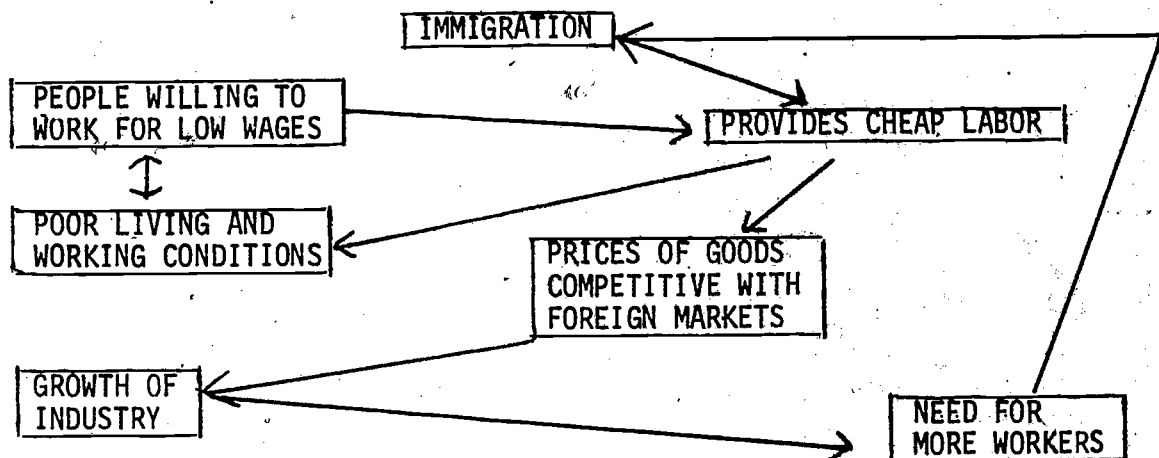 IMMIGRATION
PEOPLE WILLING TO
WORK FOR LOW WAGES
PROVIDES CHEAP LABOR
POOR LIVING AND
WORKING CONDITIONS
PRICES OF GOODS
COMPETITIVE WITH
FOREIGN MARKETS
GROWTH OF
INDUSTRY
NEED FOR
MORE WORKERS